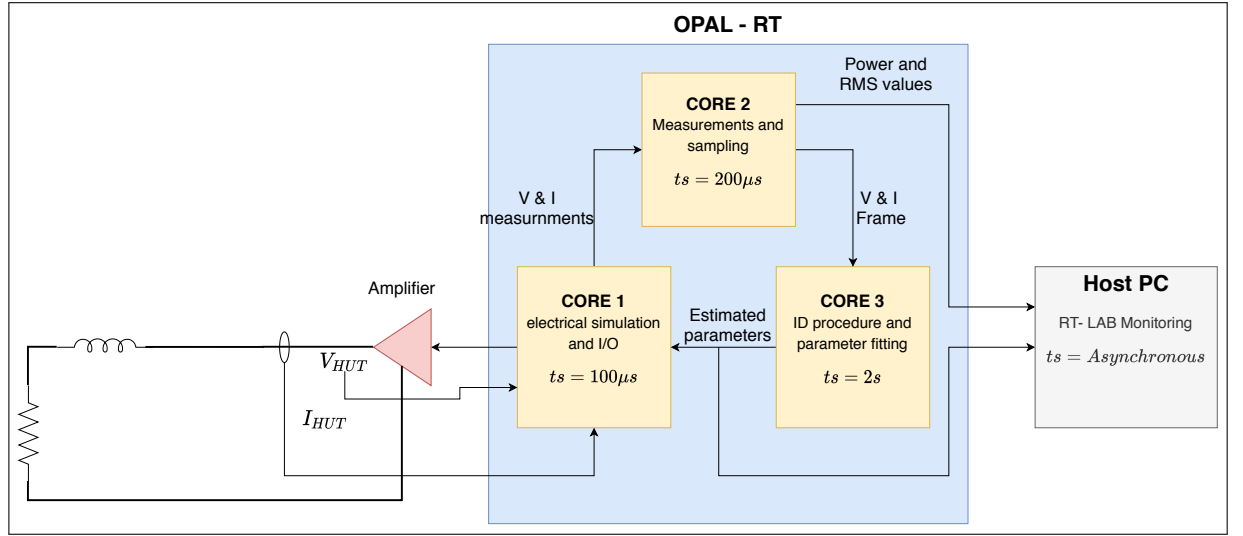 OPAL - RT
Power and
RMS values
CORE 2
Measurements and
sampling
ts = 200μs
V & I
measurnments
V & I
Frame
Amplifier
CORE 1
electrical simulation
and I/O
ts = 100μs
Estimated
parameters
CORE 3
ID procedure and
parameter fitting
ts = 2s
Host PC
RT- LAB Monitoring
ts = Asynchronous
V_HUT
I_HUT